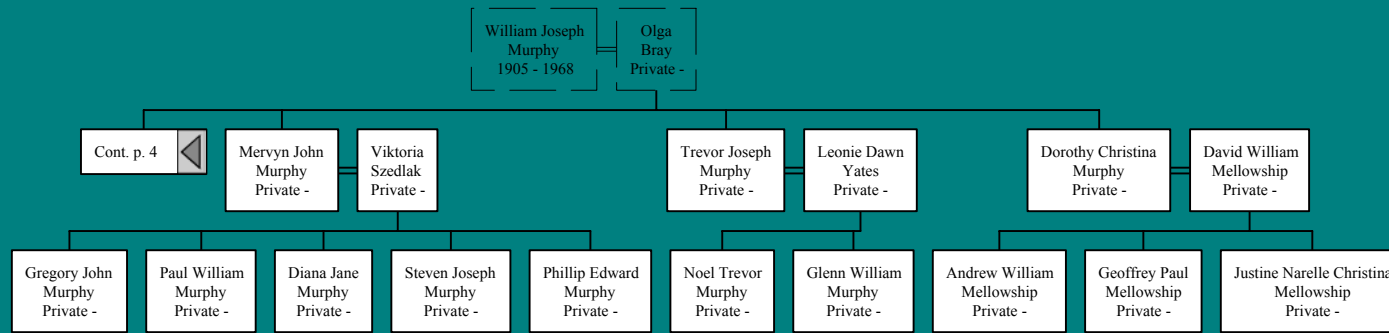 William Joseph
Murphy
1905 - 1968
Olga
Bray
Private -
Cont. p. 4
Mervyn John
Murphy
Private -
Viktoria
Szedlak
Private -
Trevor Joseph
Murphy
Private -
Leonie Dawn
Yates
Private -
Dorothy Christina
Murphy
Private -
David William
Mellowship
Private -
Gregory John
Murphy
Private -
Paul William
Murphy
Private -
Diana Jane
Murphy
Private -
Steven Joseph
Murphy
Private -
Phillip Edward
Murphy
Private -
Noel Trevor
Murphy
Private -
Glenn William
Murphy
Private -
Andrew William
Mellowship
Private -
Geoffrey Paul
Mellowship
Private -
Justine Narelle Christina
Mellowship
Private -